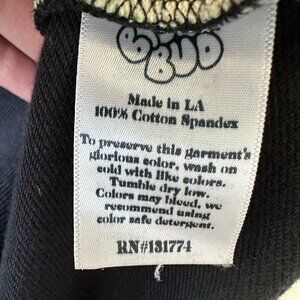 BUD
Made in LA
100% Cotton Spandex
To preserve this garment's
glorious color, wash on
cold with like colors.
Tumble dry low.
Colors may bleed, we
recommend using
color safe detergent.
RN#131774